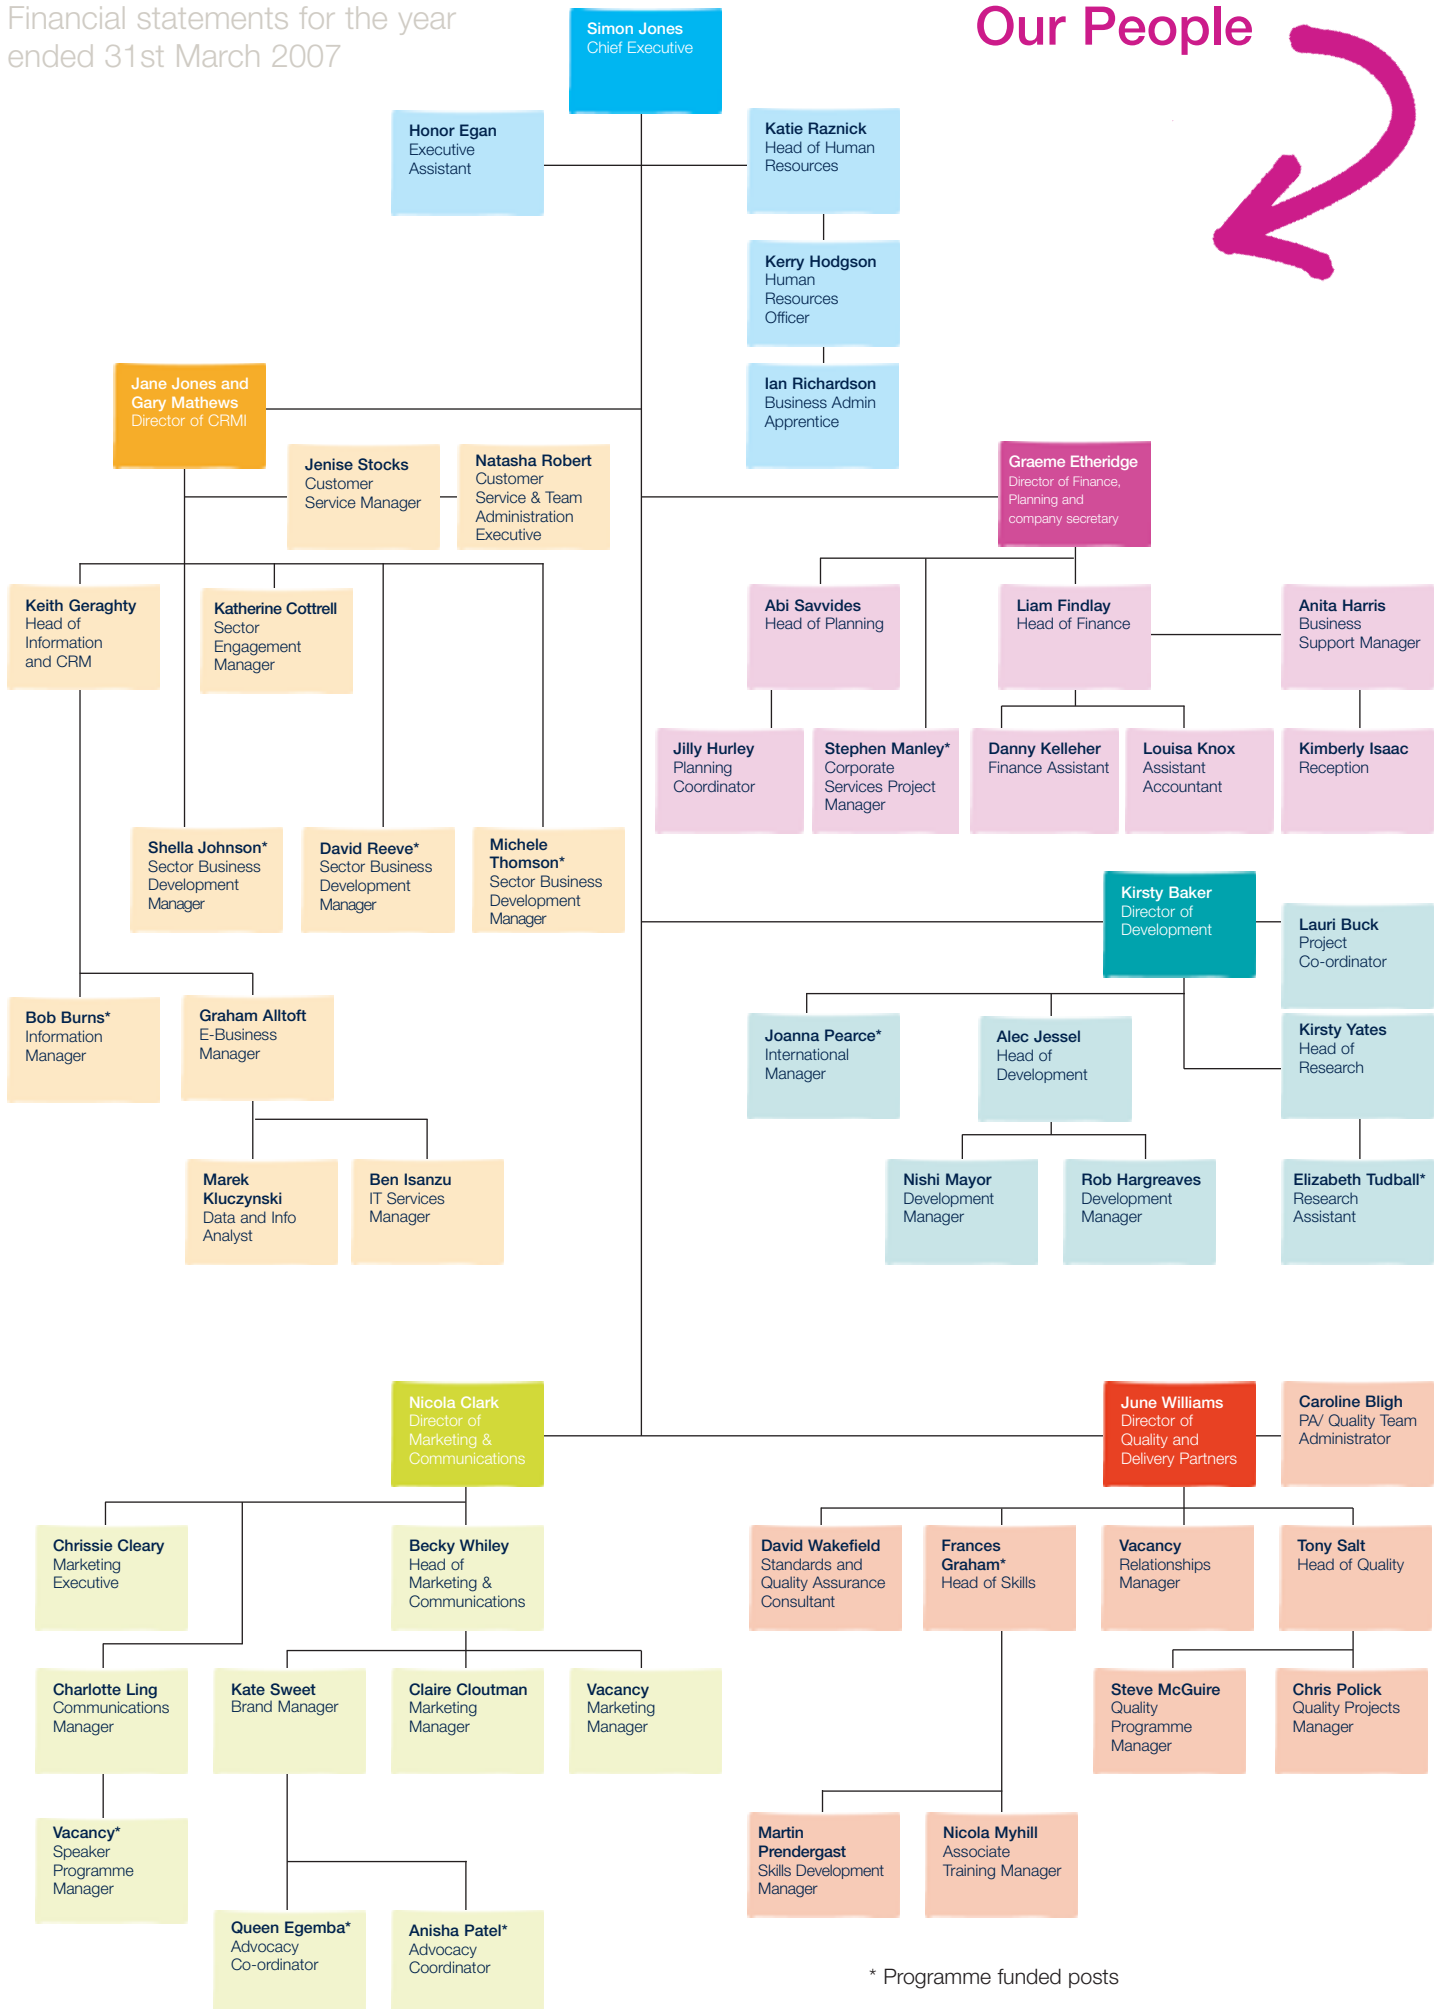 Financial statements for the year
ended 31st March 2007
Our People
Simon Jones
Chief Executive
Honor Egan
Executive
Assistant
Katie Raznick
Head of Human
Resources
Kerry Hodgson
Human
Resources
Officer
Ian Richardson
Business Admin
Apprentice
Jane Jones and
Gary Mathews
Director of CRMI
Jenise Stocks
Customer
Service Manager
Natasha Robert
Customer
Service & Team
Administration
Executive
Graeme Etheridge
Director of Finance,
Planning and
company secretary
Keith Geraghty
Head of
Information
and CRM
Katherine Cottrell
Sector
Engagement
Manager
Abi Savvides
Head of Planning
Liam Findlay
Head of Finance
Anita Harris
Business
Support Manager
Jilly Hurley
Planning
Coordinator
Stephen Manley*
Corporate
Services Project
Manager
Danny Kelleher
Finance Assistant
Louisa Knox
Assistant
Accountant
Kimberly Isaac
Reception
Shella Johnson*
Sector Business
Development
Manager
David Reeve*
Sector Business
Development
Manager
Michele
Thomson*
Sector Business
Development
Manager
Kirsty Baker
Director of
Development
Lauri Buck
Project
Co-ordinator
Bob Burns*
Information
Manager
Graham Alltoft
E-Business
Manager
Joanna Pearce*
International
Manager
Alec Jessel
Head of
Development
Kirsty Yates
Head of
Research
Marek
Kluczynski
Data and Info
Analyst
Ben Isanzu
IT Services
Manager
Nishi Mayor
Development
Manager
Rob Hargreaves
Development
Manager
Elizabeth Tudball*
Research
Assistant
Nicola Clark
Director of
Marketing &
Communications
June Williams
Director of
Quality and
Delivery Partners
Caroline Bligh
PA/ Quality Team
Administrator
Chrissie Cleary
Marketing
Executive
Becky Whiley
Head of
Marketing &
Communications
David Wakefield
Standards and
Quality Assurance
Consultant
Frances
Graham*
Head of Skills
Vacancy
Relationships
Manager
Tony Salt
Head of Quality
Charlotte Ling
Communications
Manager
Kate Sweet
Brand Manager
Claire Cloutman
Marketing
Manager
Vacancy
Marketing
Manager
Steve McGuire
Quality
Programme
Manager
Chris Polick
Quality Projects
Manager
Vacancy*
Speaker
Programme
Manager
Martin
Prendergast
Skills Development
Manager
Nicola Myhill
Associate
Training Manager
Queen Egemba*
Advocacy
Co-ordinator
Anisha Patel*
Advocacy
Coordinator
* Programme funded posts